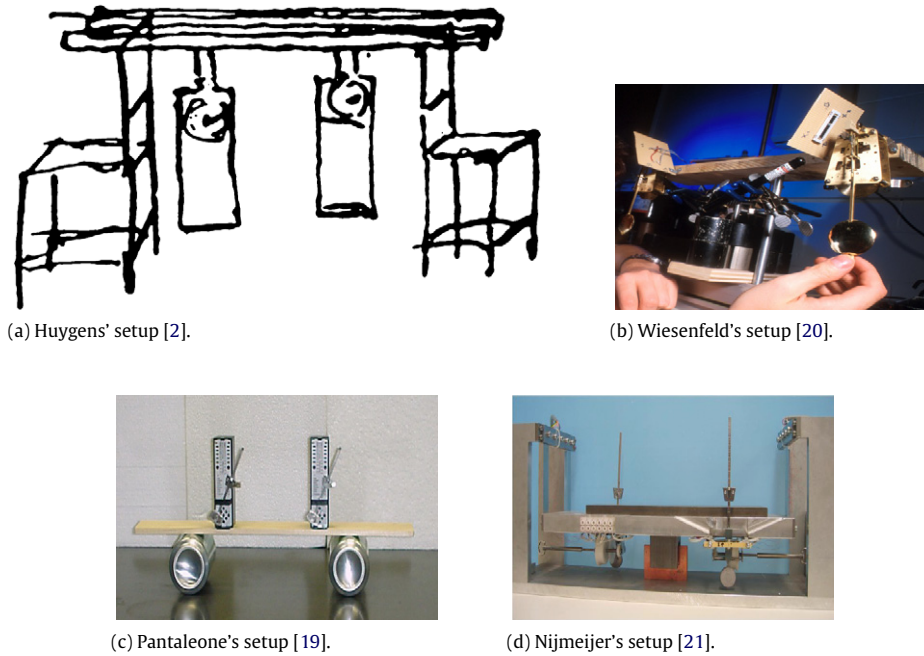 (a) Huygens' setup [2].
(b) Wiesenfeld's setup [20].
(c) Pantaleone's setup [19].
(d) Nijmeijer's setup [21].